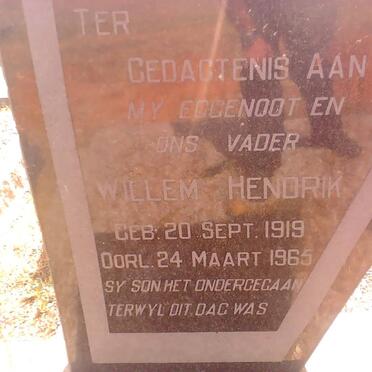 TER
GEDAGTENIS AAN
MY EGGENOOT EN
ONS VADER
WILLEM HENDRIK
GEB. 20 SEPT. 1919
OORL. 24 MAART 1965
SY SON HET ONDERGEGAAN
TERWYL DIT DAG WAS